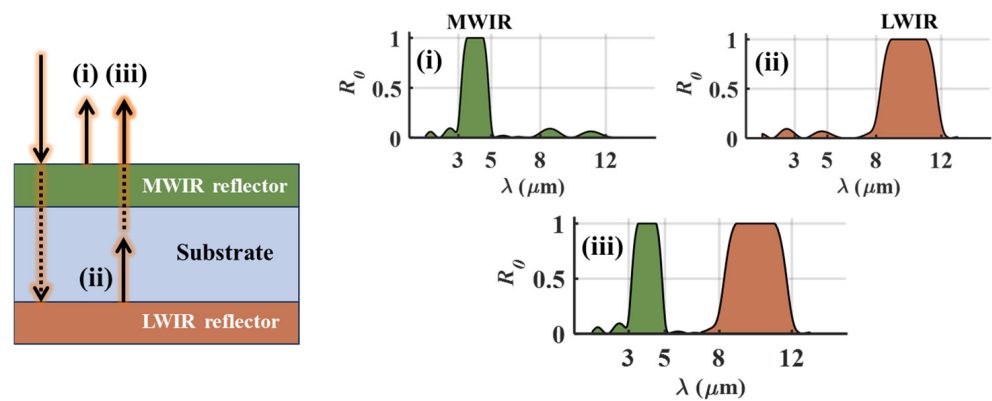 (i) (iii)
MWIR reflector
Substrate
(ii)
LWIR reflector
MWIR
(i)
R0
1
0.5
0
3 5 8 12
λ (μm)
LWIR
(ii)
R0
1
0.5
0
3 5 8 12
λ (μm)
(iii)
R0
1
0.5
0
3 5 8 12
λ (μm)